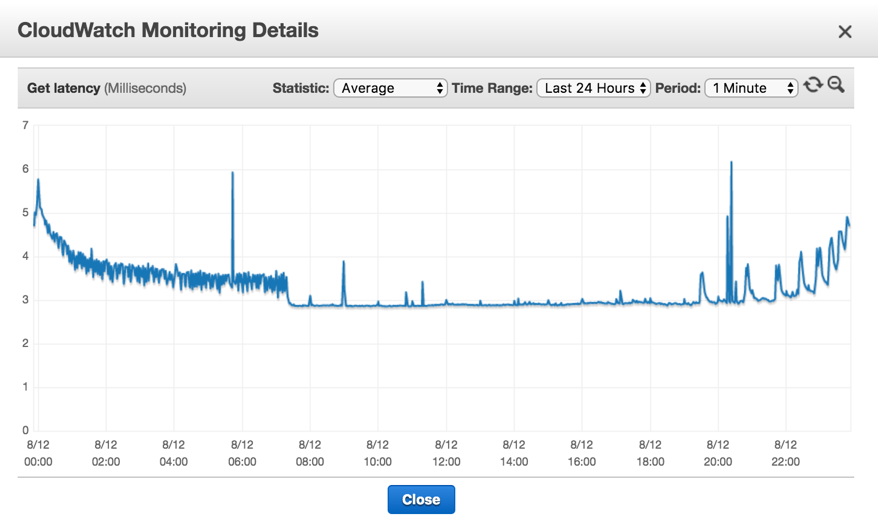 CloudWatch Monitoring Details
Get latency (Milliseconds) Statistic: Average Time Range: Last 24 Hours Period: 1 Minute
7
6
5
4
3
2
1
0
8/12 8/12 8/12 8/12 8/12 8/12 8/12 8/12 8/12 8/12 8/12 8/12
00:00 02:00 04:00 06:00 08:00 10:00 12:00 14:00 16:00 18:00 20:00 22:00
Close